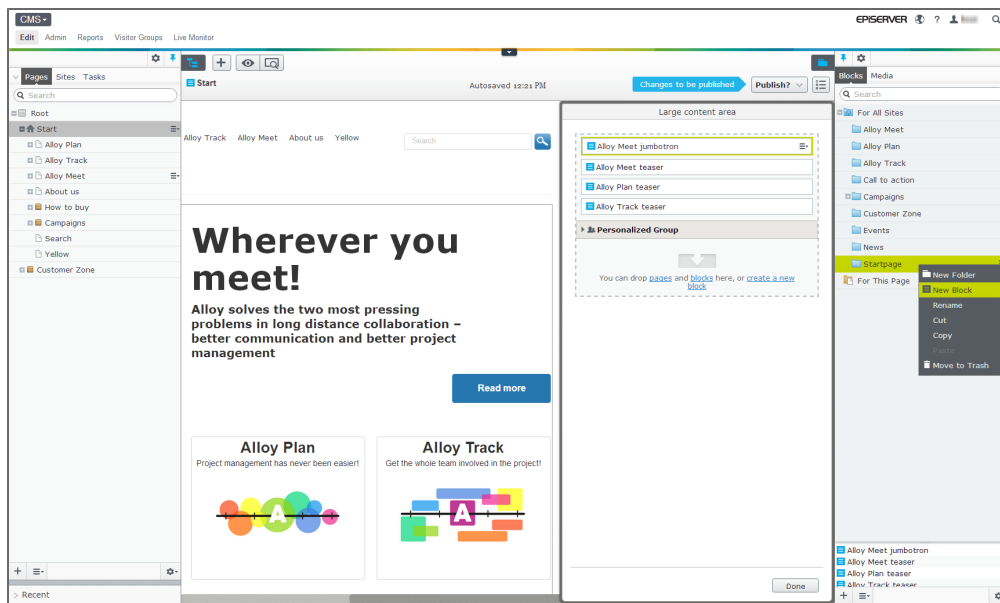 CMS
EPISERVER
?
Edit Admin Reports Visitor Groups Live Monitor
Pages Sites Tasks
Search
Root
Start
Alloy Plan
Alloy Track
Alloy Meet
About us
How to buy
Campaigns
Search
Yellow
Customer Zone
Recent
Start
Autosaved 12:21 PM
Changes to be published
Publish?
Alloy Track Alloy Meet About us Yellow
Search
Wherever you
meet!
Alloy solves the two most pressing
problems in long distance collaboration –
better communication and better project
management
Read more
Alloy Plan
Project management has never been easier!
A
Alloy Track
Get the whole team involved in the project!
A
Large content area
Alloy Meet jumbotron
Alloy Meet teaser
Alloy Plan teaser
Alloy Track teaser
Personalized Group
You can drop pages and blocks here, or create a new
block
Done
Blocks Media
Search
For All Sites
Alloy Meet
Alloy Plan
Alloy Track
Call to action
Campaigns
Customer Zone
Events
News
Startpage
For This Page
New Folder
New Block
Rename
Cut
Copy
Paste
Move to Trash
Alloy Meet jumbotron
Alloy Meet teaser
Alloy Plan teaser
Alloy Track teaser